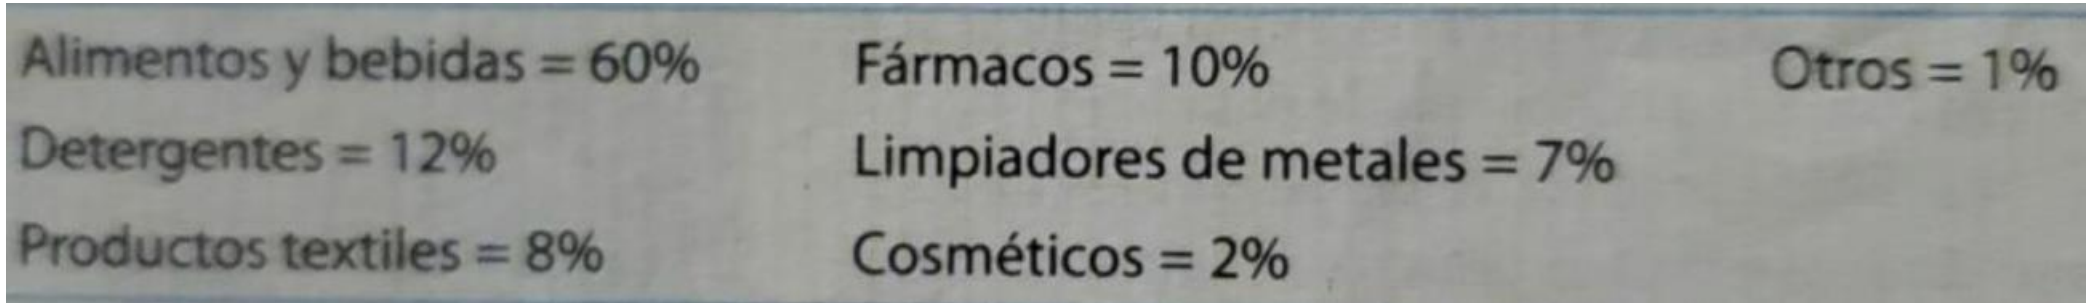 Alimentos y bebidas = 60%
Detergentes = 12%
Productos textiles = 8%
Fármacos = 10%
Limpiadores de metales = 7%
Cosméticos = 2%
Otros = 1%